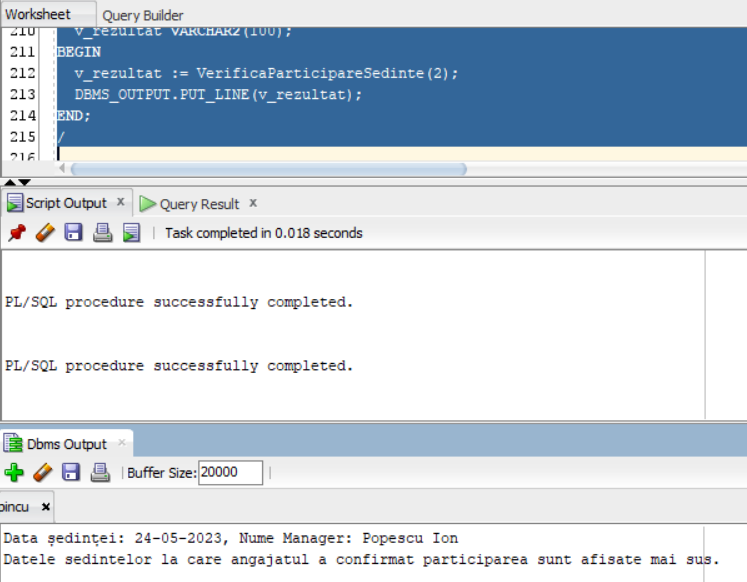 Worksheet Query Builder
210 v_rezultat VARCHAR2(100);
211 BEGIN
212 v_rezultat := VerificaParticipareSedinte(2);
213 DBMS_OUTPUT.PUT_LINE(v_rezultat);
214 END;
215 /
216
Script Output x Query Result x
Task completed in 0.018 seconds
PL/SQL procedure successfully completed.
PL/SQL procedure successfully completed.
Dbms Output x
Buffer Size: 20000
x
Data ședinței: 24-05-2023, Nume Manager: Popescu Ion
Datele sedintelor la care angajatul a confirmat participarea sunt afisate mai sus.